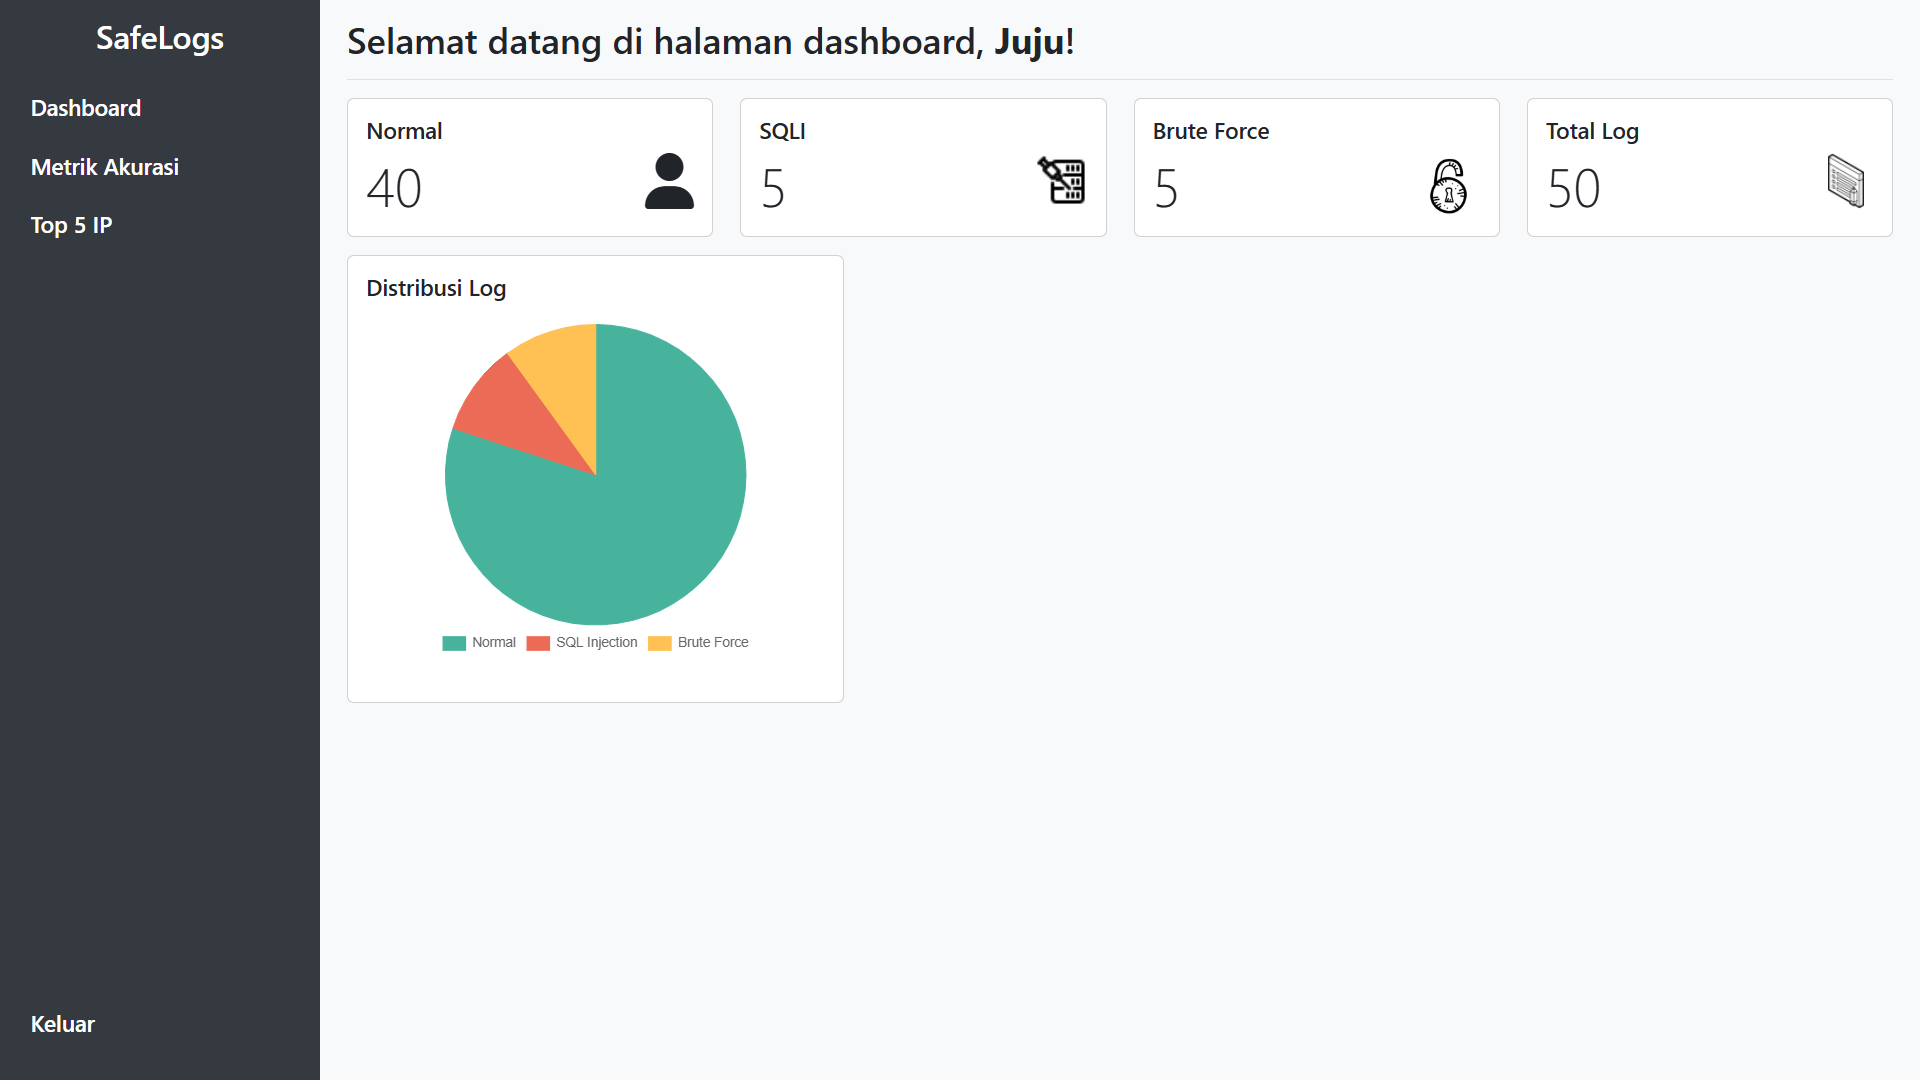 SafeLogs
Dashboard
Metrik Akurasi
Top 5 IP
Keluar
Selamat datang di halaman dashboard, Juju!
Normal
40
SQLI
5
Brute Force
5
Total Log
50
Distribusi Log
Normal SQL Injection Brute Force